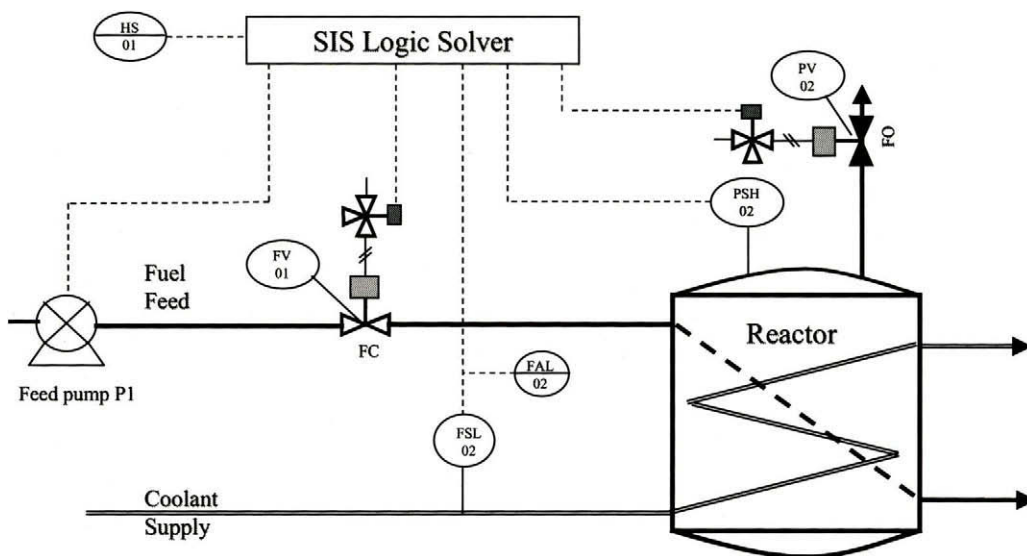 HS
01
SIS Logic Solver
PV
02
FO
PSH
02
FV
01
Fuel
Feed
FC
Reactor
Feed pump P1
FAL
02
FSL
02
Coolant
Supply